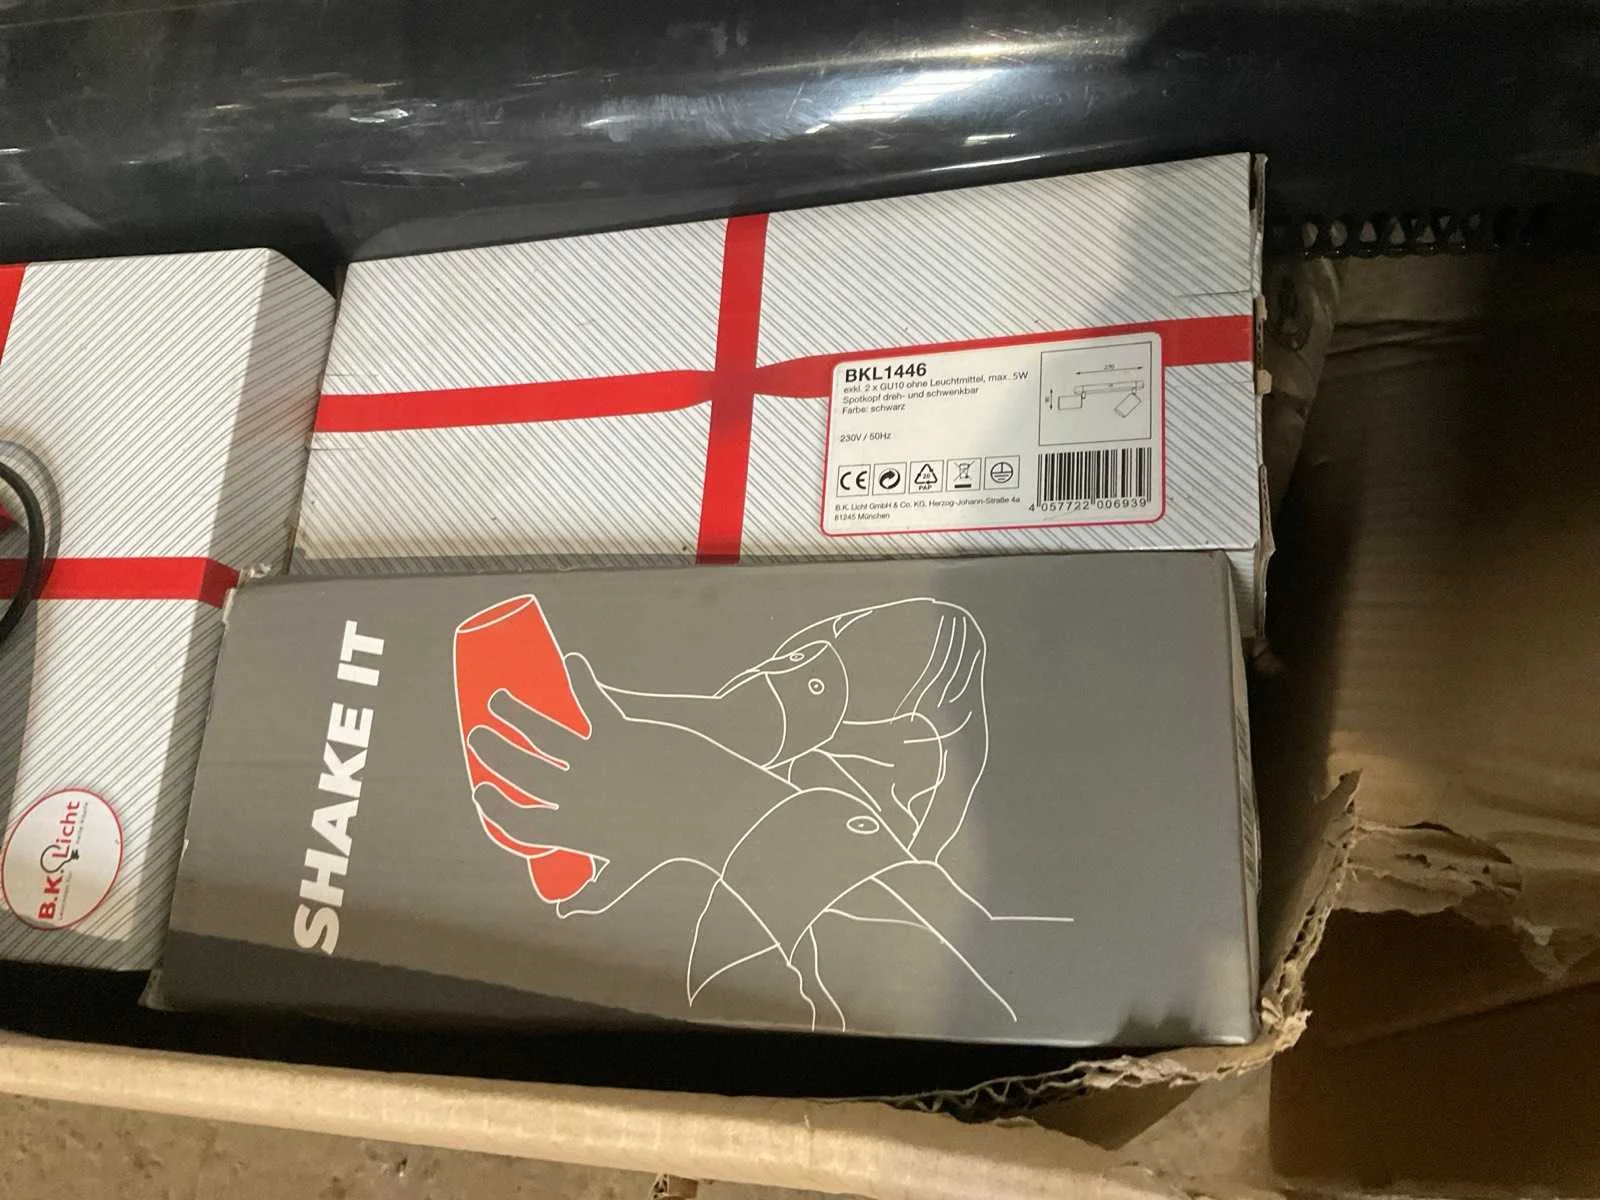 BKL1446
exkl. 2 x GU10 ohne Leuchtmittel, max. 5W
Spotkopf dreh- und schwenkbar
Farbe: schwarz
230V / 50Hz
CE
20
PAP
B.K. Licht GmbH & Co. KG, Herzog-Johann-Straße 4a
81245 München
4 057722 006939
SHAKE IT
B.K. Licht